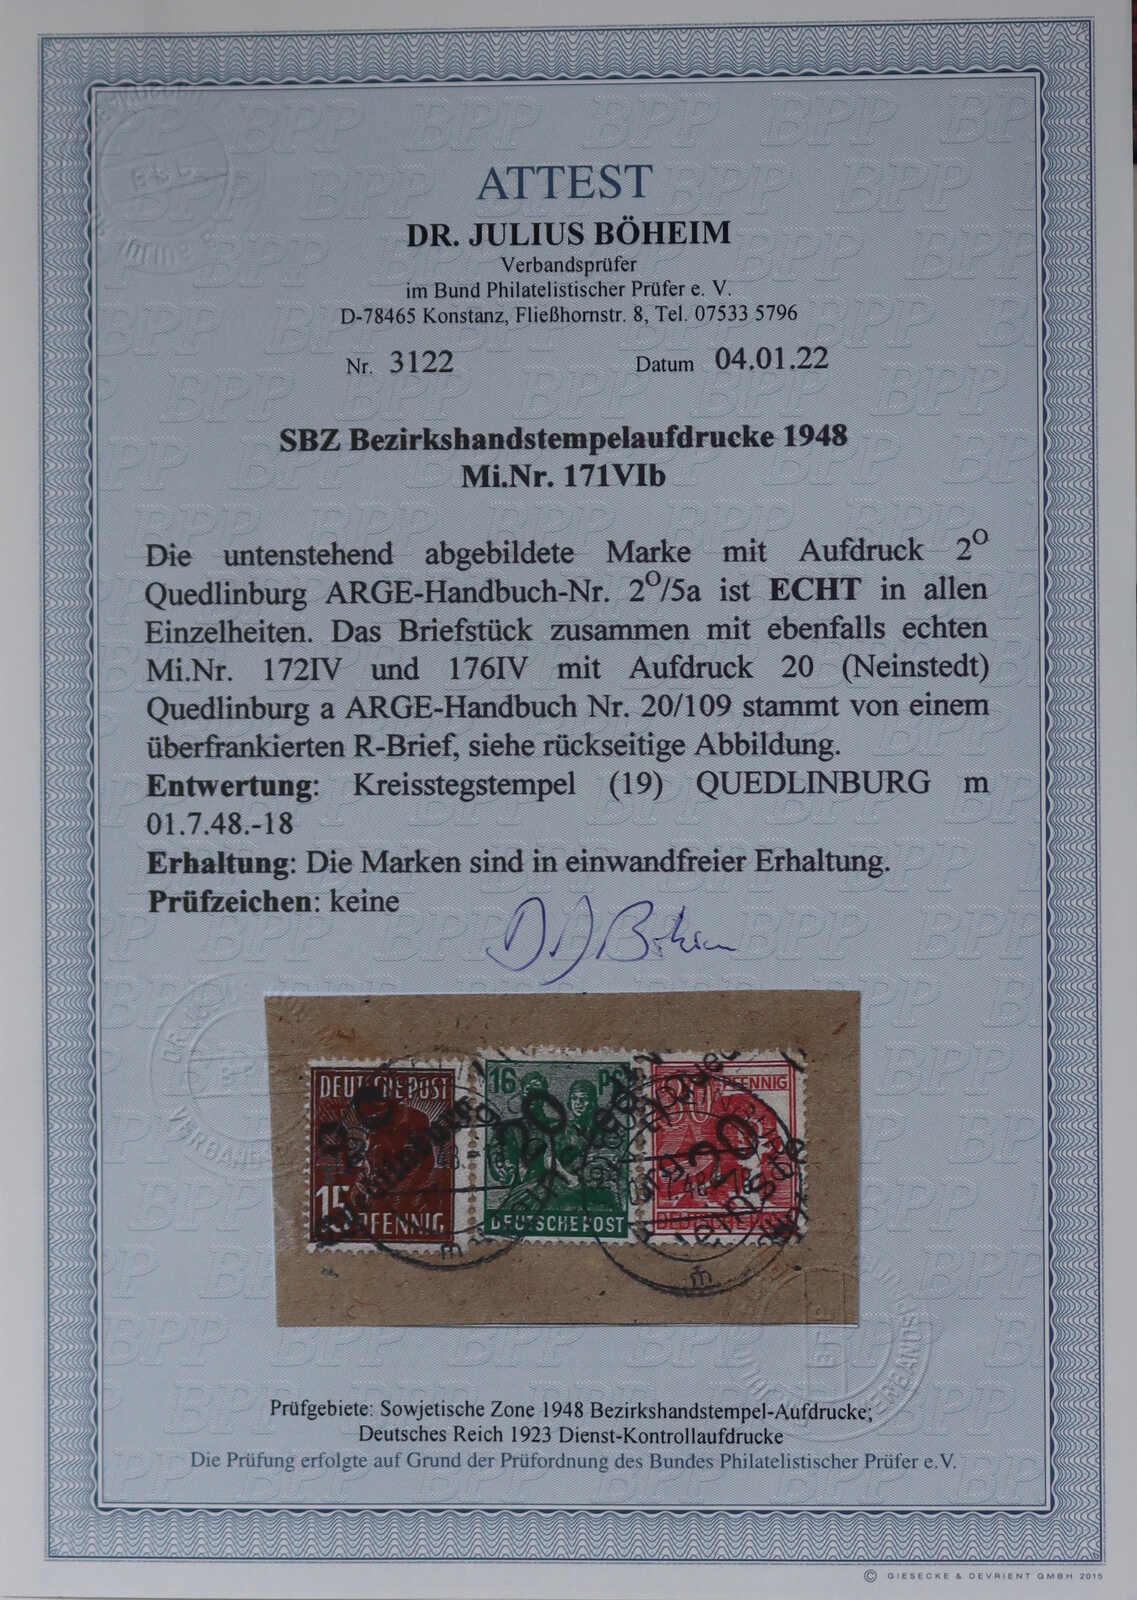 ATTEST
DR. JULIUS BÖHEIM
Verbandsprüfer
im Bund Philatelistischer Prüfer e. V.
D-78465 Konstanz, Fließhornstr. 8, Tel. 07533 5796
Nr. 3122 Datum 04.01.22
SBZ Bezirkshandstempelaufdrucke 1948
Mi.Nr. 171VIb
Die untenstehend abgebildete Marke mit Aufdruck 2O
Quedlinburg ARGE-Handbuch-Nr. 2O/5a ist ECHT in allen
Einzelheiten. Das Briefstück zusammen mit ebenfalls echten
Mi.Nr. 172IV und 176IV mit Aufdruck 20 (Neinstedt)
Quedlinburg a ARGE-Handbuch Nr. 20/109 stammt von einem
überfrankierten R-Brief, siehe rückseitige Abbildung.
Entwertung: Kreisstegstempel (19) QUEDLINBURG m
01.7.48.-18
Erhaltung: Die Marken sind in einwandfreier Erhaltung.
Prüfzeichen: keine
DEUTSCHE POST
15 PFENNIG
16
DEUTSCHE POST
20
PFENNIG
20
DEUTSCHE POST
m
m
Prüfgebiete: Sowjetische Zone 1948 Bezirkshandstempel-Aufdrucke;
Deutsches Reich 1923 Dienst-Kontrollaufdrucke
Die Prüfung erfolgte auf Grund der Prüfordnung des Bundes Philatelistischer Prüfer e.V.
© GIESECKE & DEVRIENT GMBH 2015